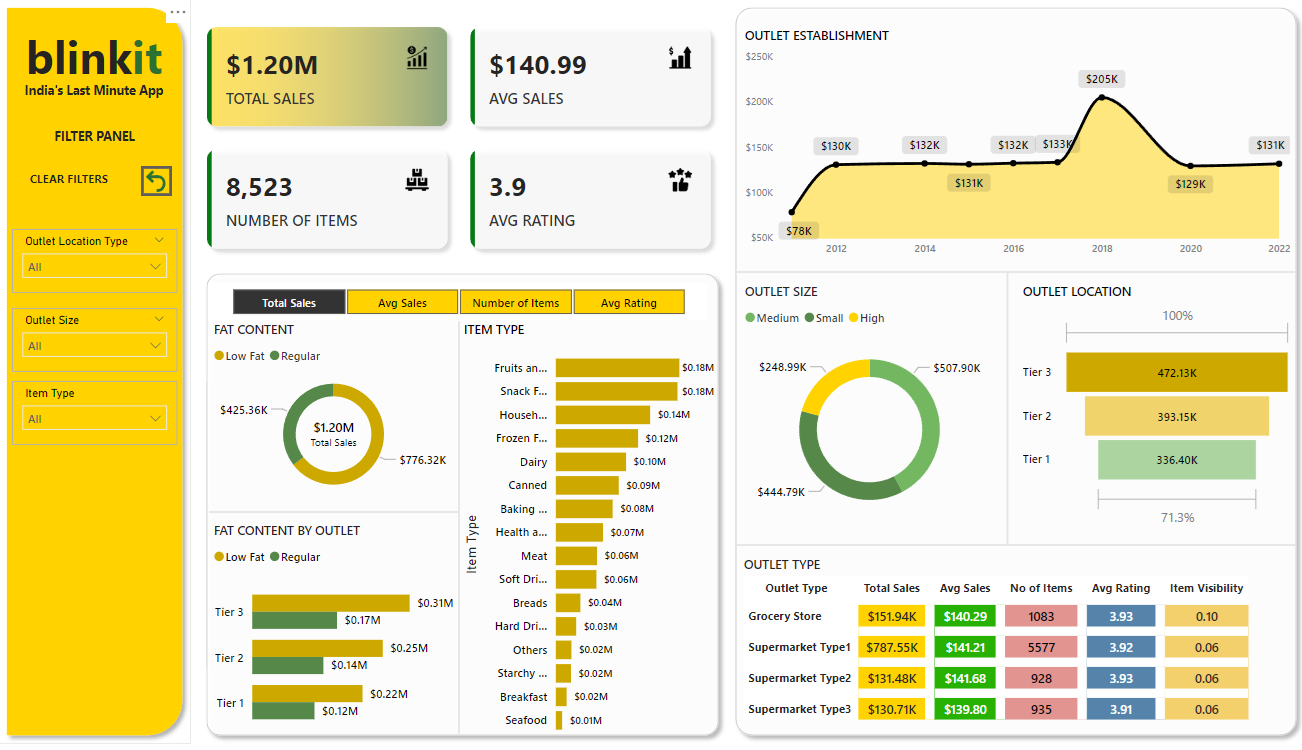 blinkit
India's Last Minute App
FILTER PANEL
CLEAR FILTERS
Outlet Location Type
All
Outlet Size
All
Item Type
All
$1.20M
TOTAL SALES
$140.99
AVG SALES
8,523
NUMBER OF ITEMS
3.9
AVG RATING
Total Sales Avg Sales Number of Items Avg Rating
FAT CONTENT
Low Fat Regular
$425.36K
$1.20M
Total Sales
$776.32K
FAT CONTENT BY OUTLET
Low Fat Regular
Tier 3 $0.31M
$0.17M
Tier 2 $0.25M
$0.14M
Tier 1 $0.22M
$0.12M
ITEM TYPE
Item Type
Fruits an... $0.18M
Snack F... $0.18M
Househ... $0.14M
Frozen F... $0.12M
Dairy $0.10M
Canned $0.09M
Baking ... $0.08M
Health a... $0.07M
Meat $0.06M
Soft Dri... $0.06M
Breads $0.04M
Hard Dri... $0.03M
Others $0.02M
Starchy ... $0.02M
Breakfast $0.02M
Seafood $0.01M
OUTLET ESTABLISHMENT
$250K
$200K
$150K
$100K
$50K
$78K
$130K
$132K
$131K
$132K
$133K
$205K
$129K
$131K
2012 2014 2016 2018 2020 2022
OUTLET SIZE
Medium Small High
$248.99K
$507.90K
$444.79K
OUTLET LOCATION
100%
Tier 3 472.13K
Tier 2 393.15K
Tier 1 336.40K
71.3%
OUTLET TYPE
Outlet Type Total Sales Avg Sales No of Items Avg Rating Item Visibility
Grocery Store $151.94K $140.29 1083 3.93 0.10
Supermarket Type1 $787.55K $141.21 5577 3.92 0.06
Supermarket Type2 $131.48K $141.68 928 3.93 0.06
Supermarket Type3 $130.71K $139.80 935 3.91 0.06